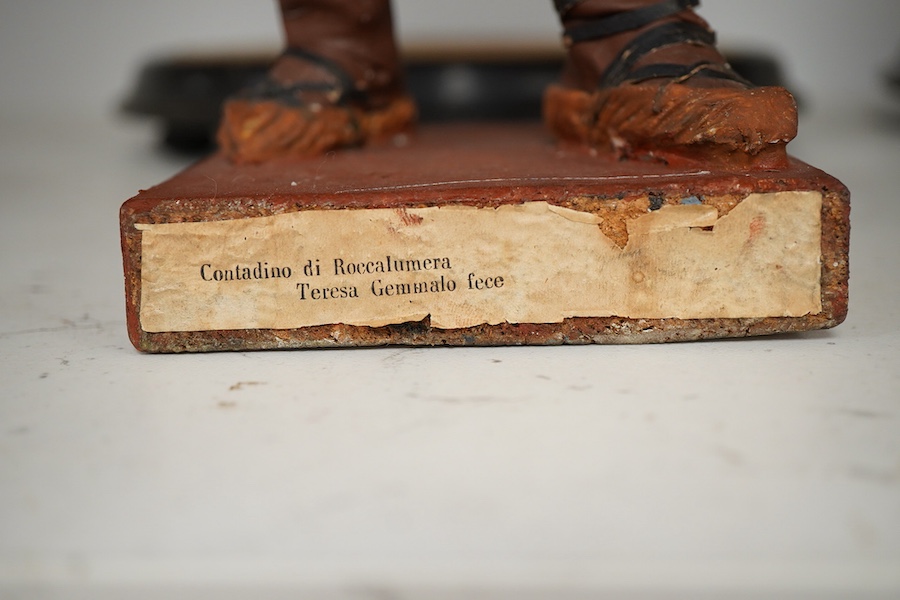 Contadino di Roccalumera
Teresa Gemmalo fece